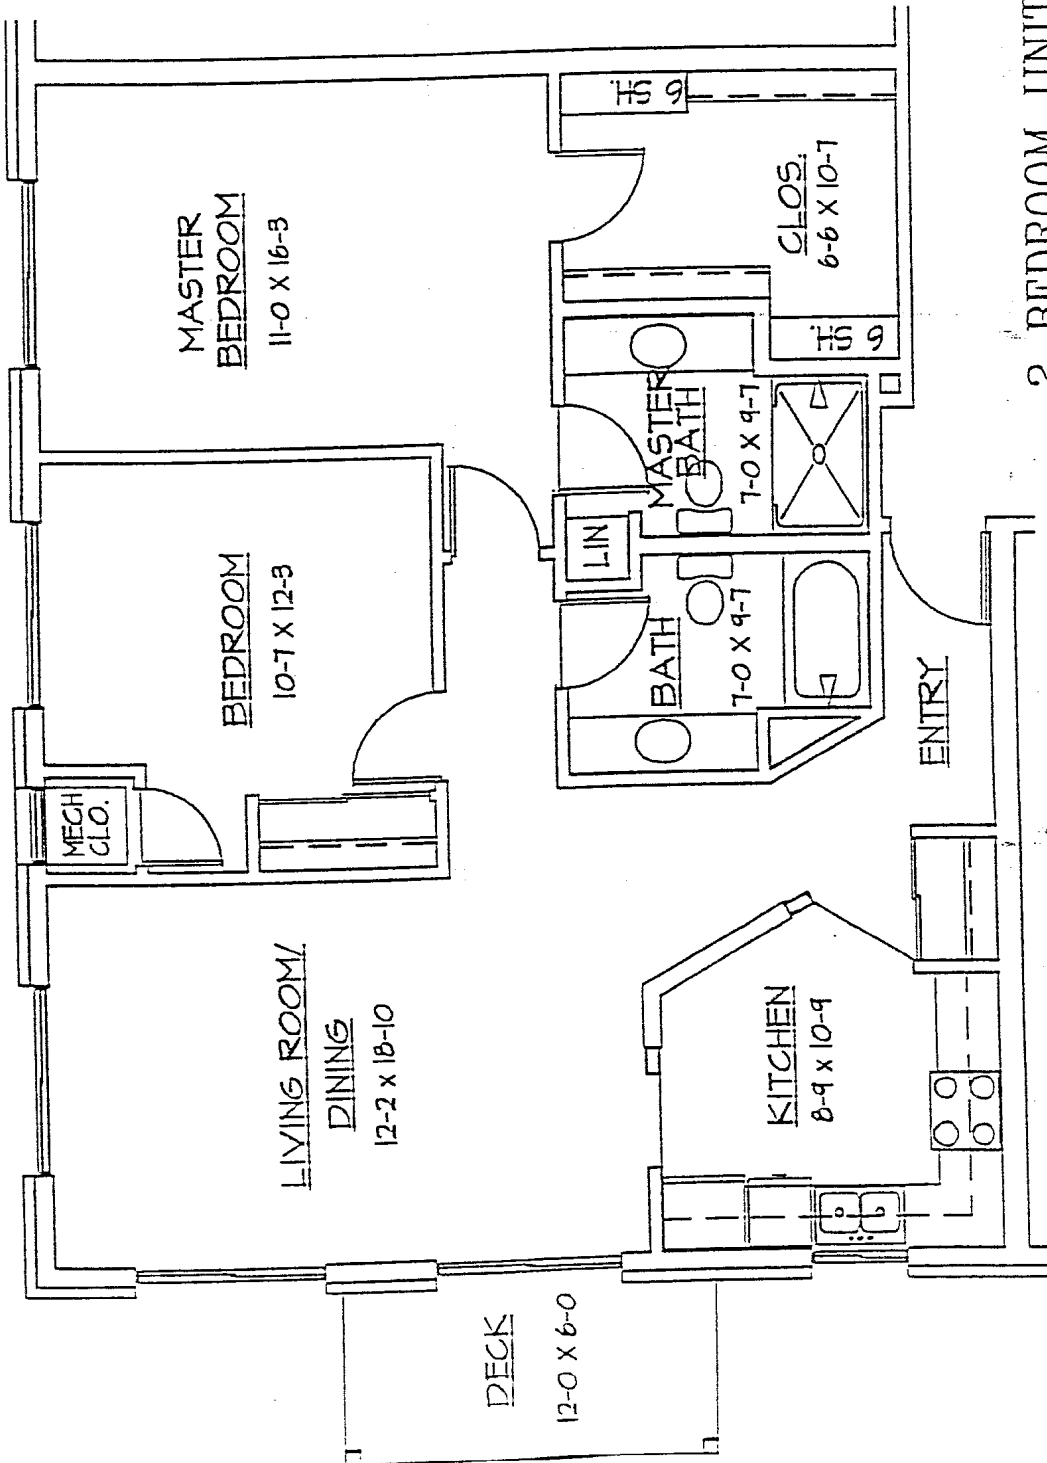 MASTER
BEDROOM
11-0 X 16-3
BEDROOM
10-7 X 12-3
MECH
CLO.
LIVING ROOM/
DINING
12-2 x 18-10
DECK
12-0 X 6-0
KITCHEN
8-9 x 10-9
ENTRY
BATH
7-0 X 9-7
LIN
MASTER
BATH
7-0 X 9-7
CLOS.
6-6 X 10-7
6 SH.
6 SH.
2 BEDROOM UNIT